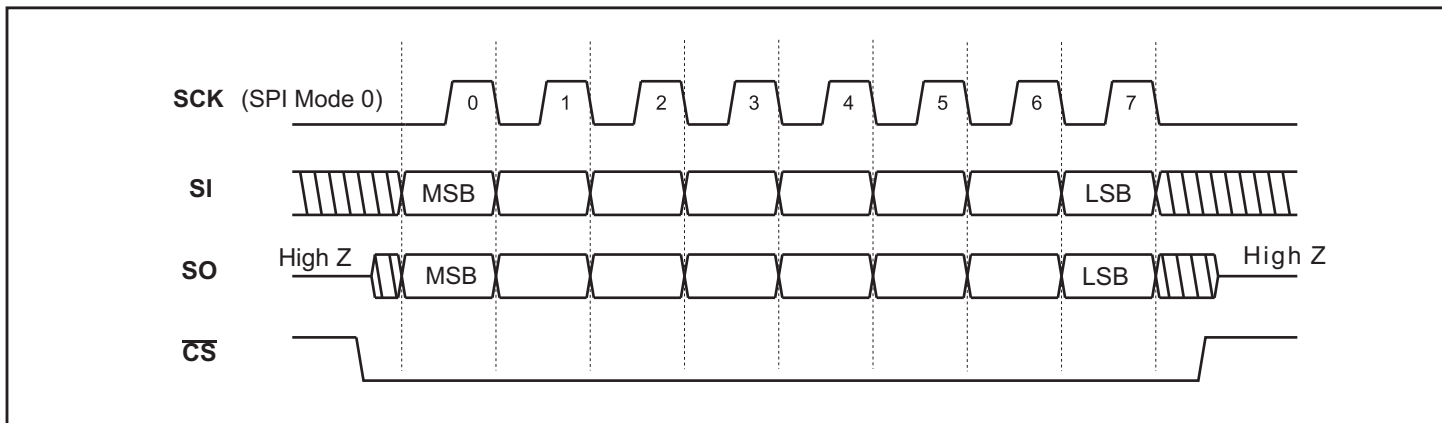 SCK (SPI Mode 0) 0 1 2 3 4 5 6 7
SI MSB LSB
SO High Z MSB LSB High Z
C̅S̅